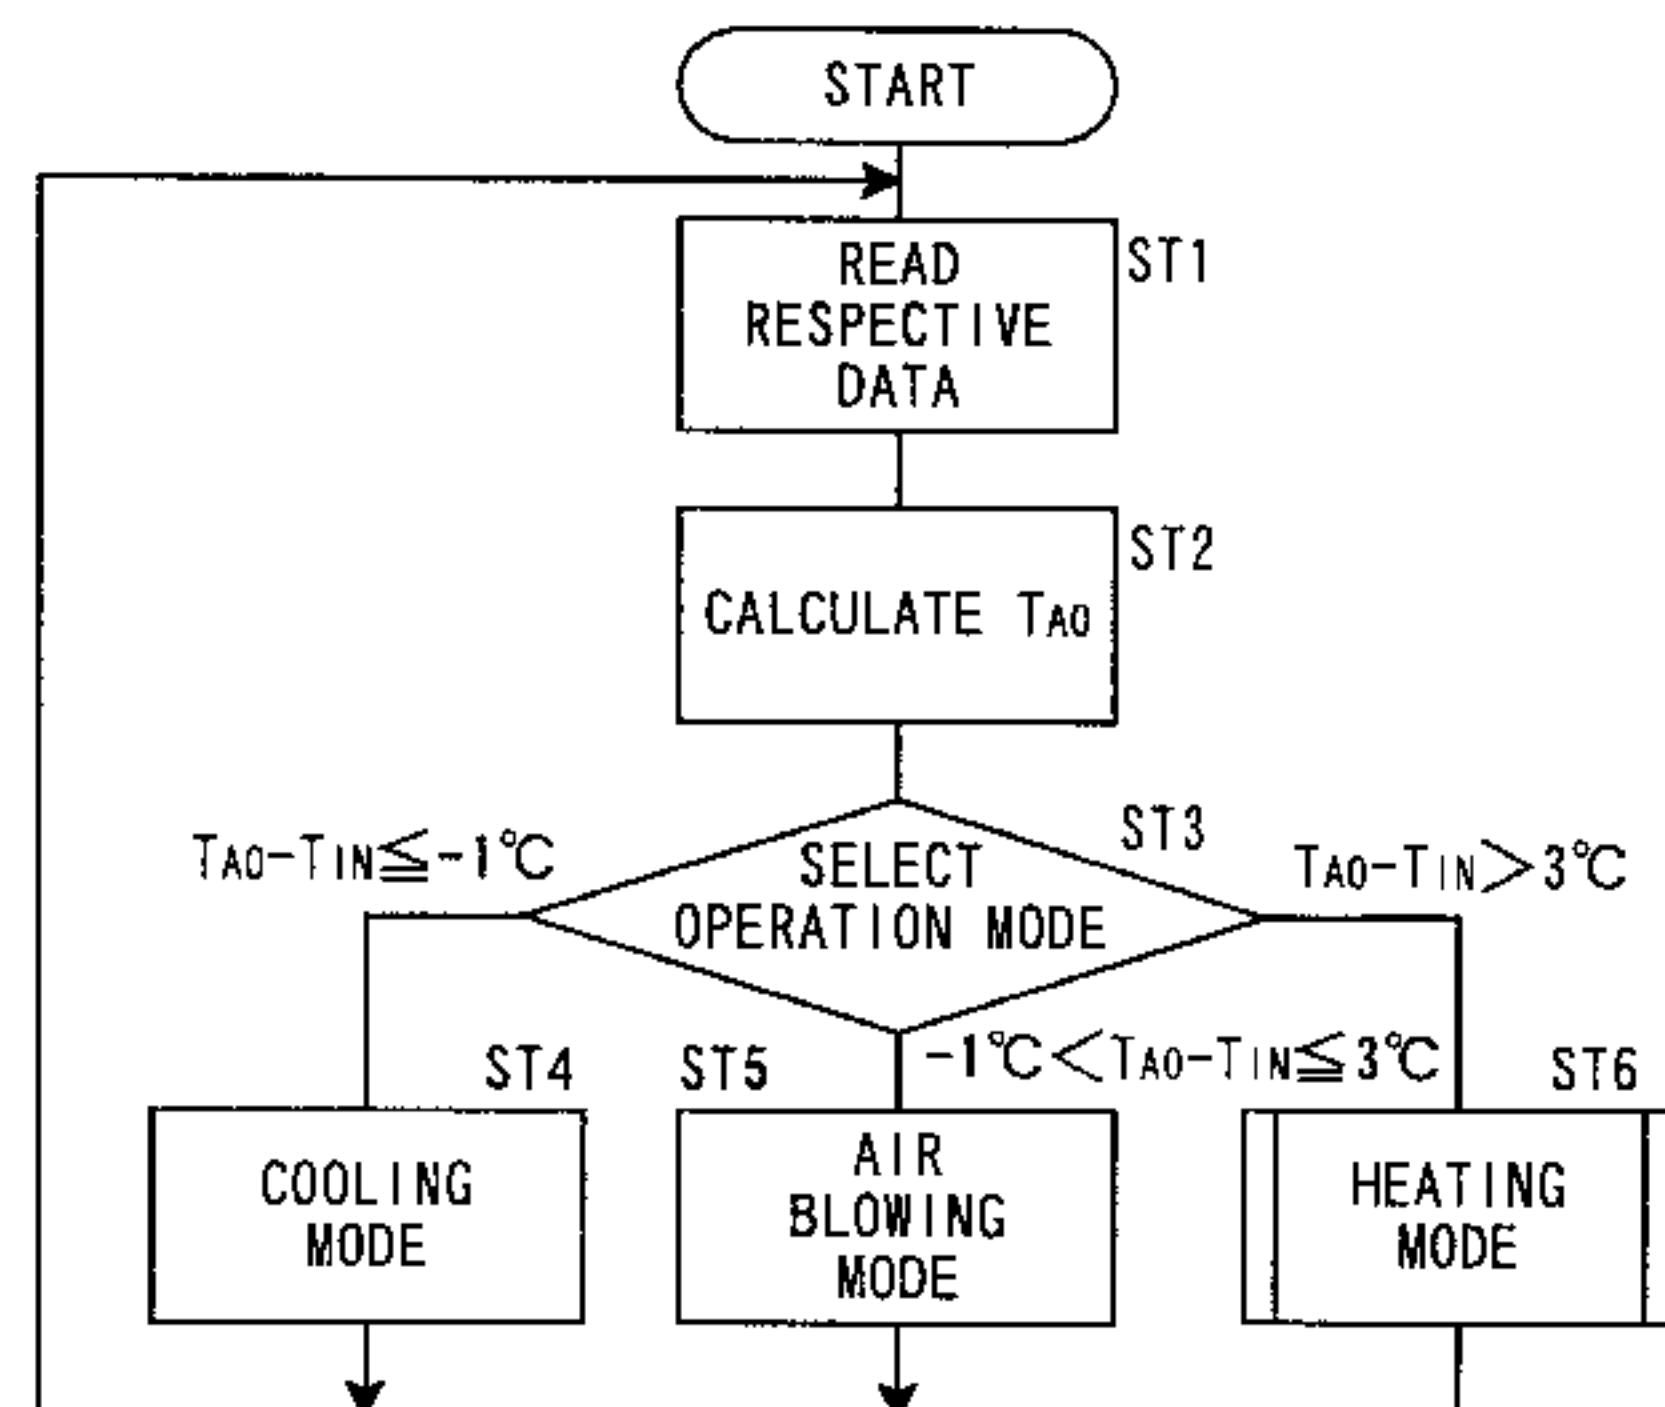 START
READ
RESPECTIVE
DATA
ST1
CALCULATE TAO
ST2
ST3
TAO-TIN≦-1℃
SELECT
OPERATION MODE
TAO-TIN>3℃
-1℃<TAO-TIN≦3℃
ST4
COOLING
MODE
ST5
AIR
BLOWING
MODE
ST6
HEATING
MODE